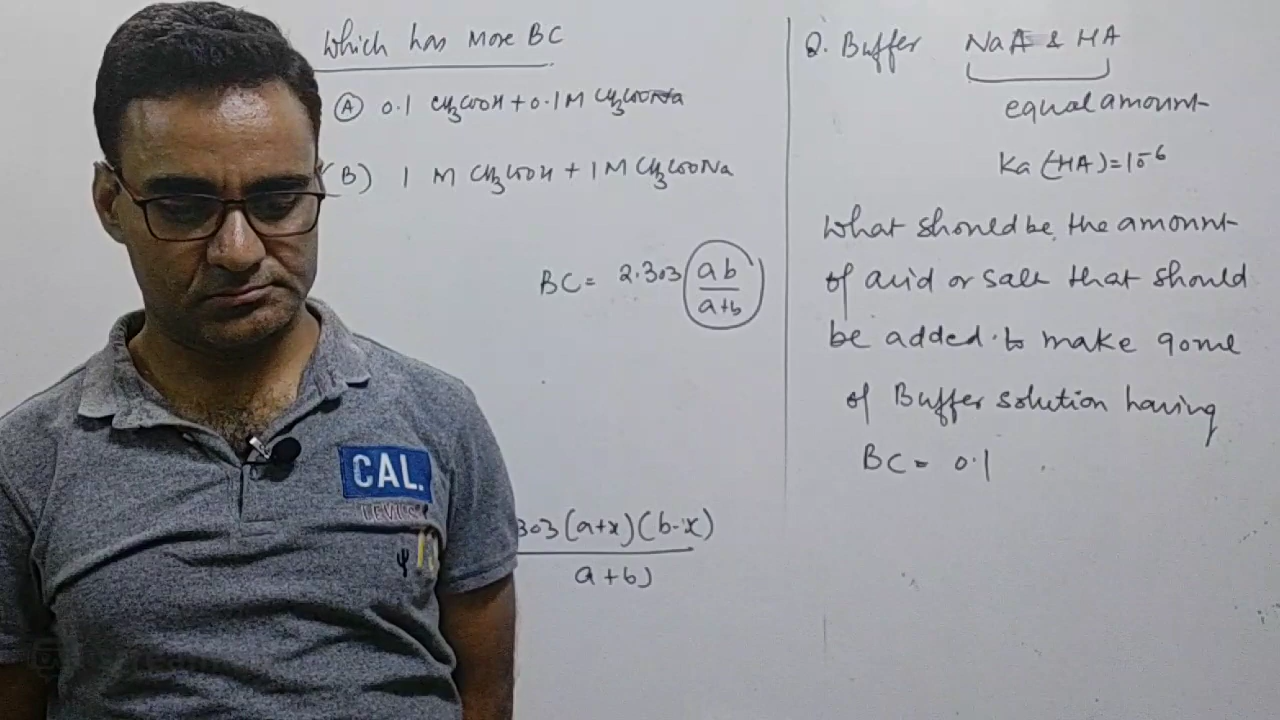 Which has More BC
(A) 0.1 CH3COOH + 0.1M CH3COONa
(B) 1 M CH3COOH + 1M CH3COONa
BC = 2.303 (ab/a+b)
303 (a+x)(b-x)
a+b)
Q. Buffer NaA & HA
equal amount
Ka (HA) = 10^-6
What should be the amount
of acid or salt that should
be added to make
of Buffer solution having
BC = 0.1
CAL.
LEVI'S